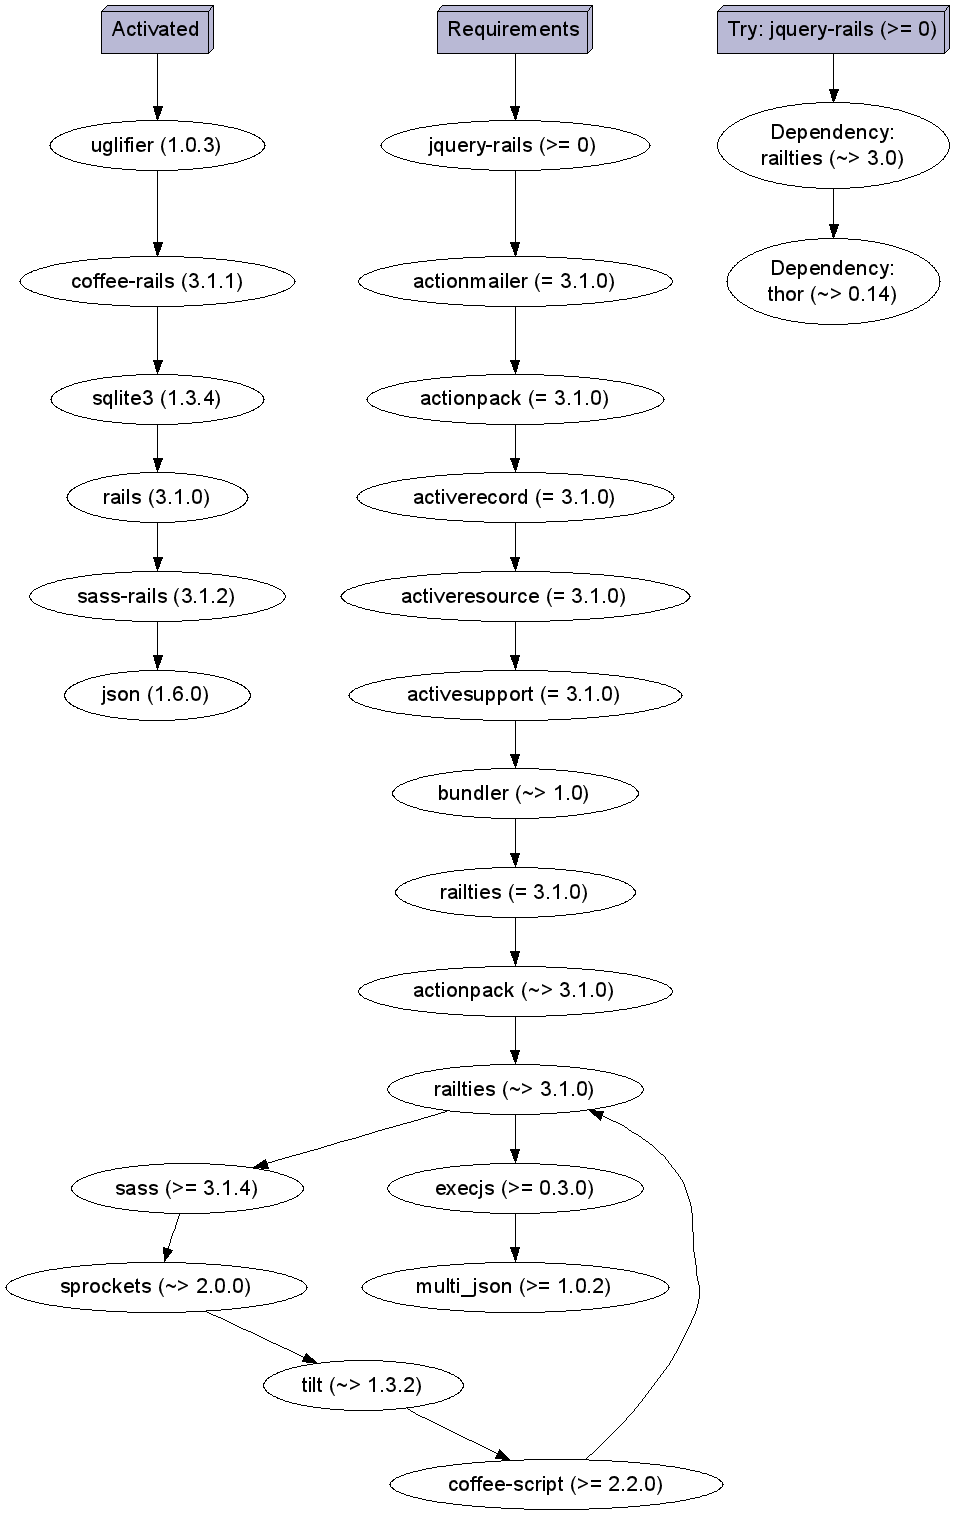 Activated
uglifier (1.0.3)
coffee-rails (3.1.1)
sqlite3 (1.3.4)
rails (3.1.0)
sass-rails (3.1.2)
json (1.6.0)
Requirements
jquery-rails (>= 0)
actionmailer (= 3.1.0)
actionpack (= 3.1.0)
activerecord (= 3.1.0)
activeresource (= 3.1.0)
activesupport (= 3.1.0)
bundler (~> 1.0)
railties (= 3.1.0)
actionpack (~> 3.1.0)
railties (~> 3.1.0)
sass (>= 3.1.4)
sprockets (~> 2.0.0)
tilt (~> 1.3.2)
coffee-script (>= 2.2.0)
execjs (>= 0.3.0)
multi_json (>= 1.0.2)
Try: jquery-rails (>= 0)
Dependency:
railties (~> 3.0)
Dependency:
thor (~> 0.14)